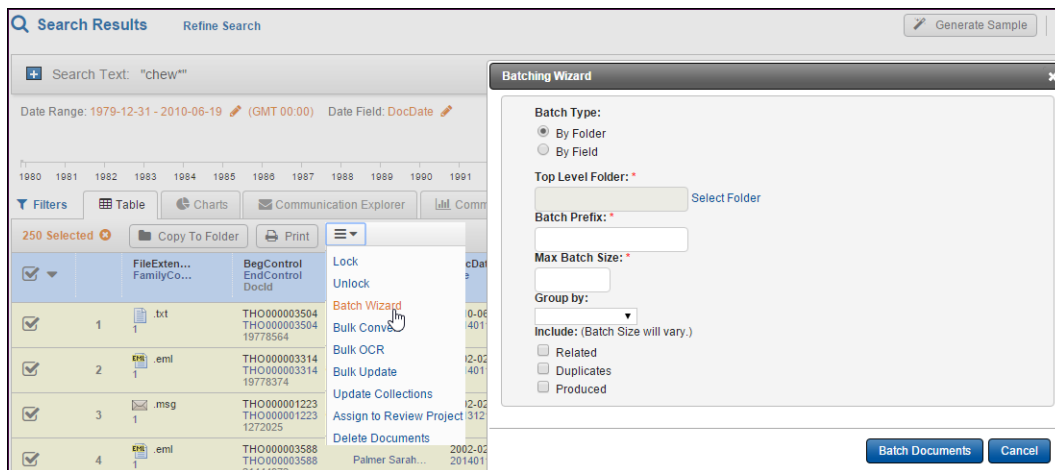 Search Results
Refine Search
Generate Sample
Search Text: "chew*"
Date Range: 1979-12-31 - 2010-06-19 (GMT 00:00) Date Field: DocDate
1980 1981 1982 1983 1984 1985 1986 1987 1988 1989 1990 1991
Filters Table Charts Communication Explorer
250 Selected Copy To Folder Print
FileExten... BegControl
FamilyCo... EndControl
DocId
1 .txt THO000003504
1 THO000003504
19778564
2 .eml THO000003314
1 THO000003314
19778374
3 .msg THO000001223
1 THO000001223
1272025
4 .eml THO000003588 2002-02
1 THO000003588 Palmer Sarah... 201401
Lock
Unlock
Batch Wizard
Bulk
Bulk OCR
Bulk Update
Update Collections
Assign to Review Project
Delete Documents
Batching Wizard
Batch Type:
By Folder
By Field
Top Level Folder: *
Select Folder
Batch Prefix: *
Max Batch Size: *
Group by:
Include: (Batch Size will vary.)
Related
Duplicates
Produced
Batch Documents Cancel